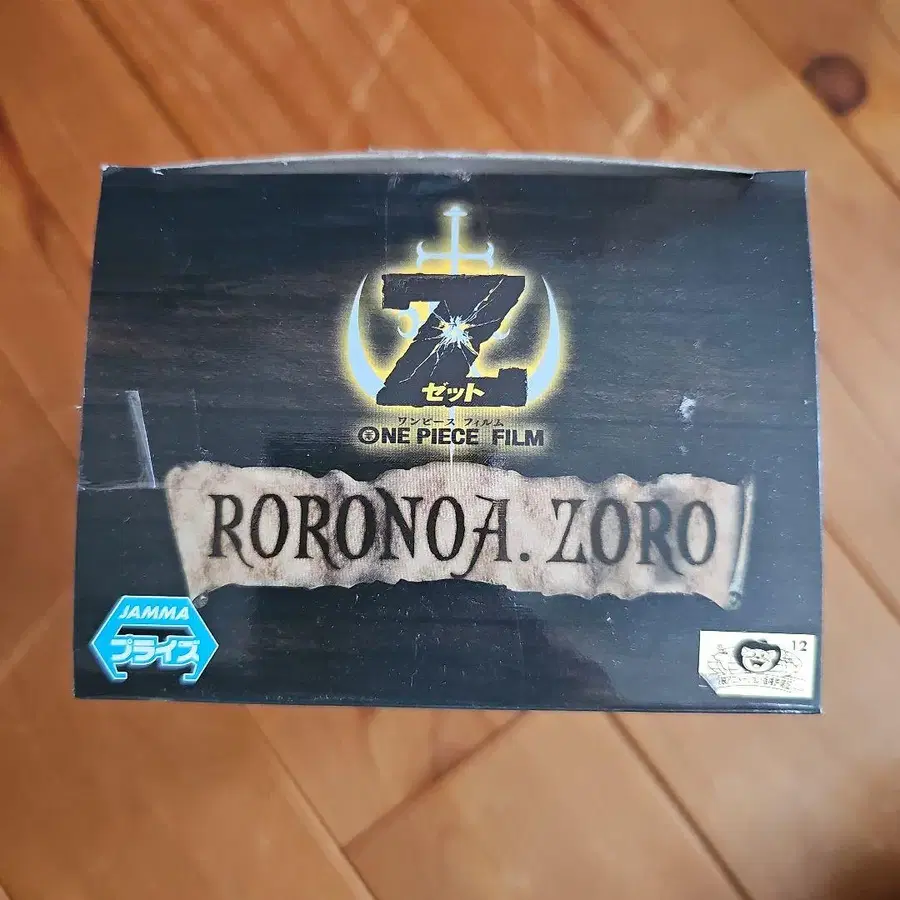 Z
ゼット
ワンピース フィルム
ONE PIECE FILM
RORONOA. ZORO
JAMMA
プライズ
12